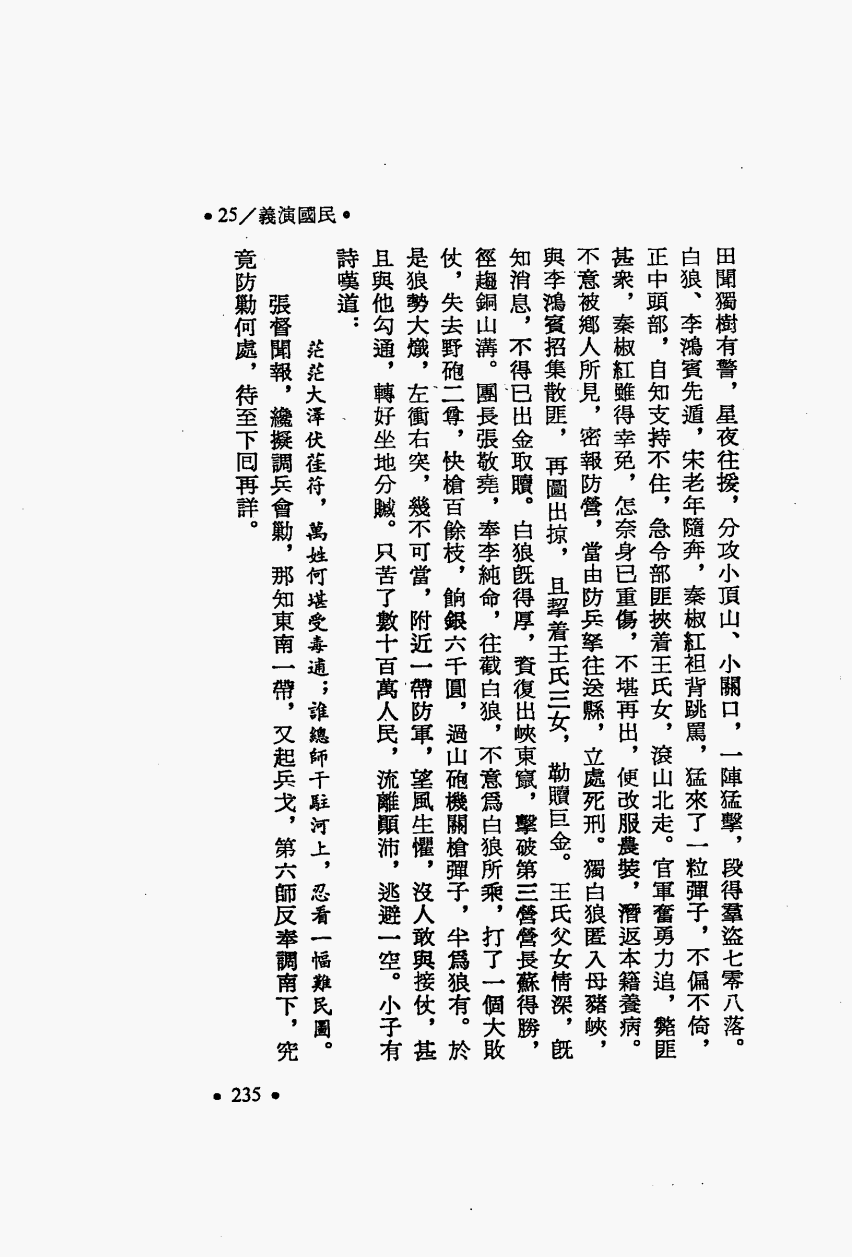 •25／義演國民•
田聞獨樹有警，星夜往援，分攻小頂山、小關口，一陣猛擊，段得羣盜七零八落。
白狼、李鴻賓先遁，宋老年隨奔，秦椒紅袒背跳罵，猛來了一粒彈子，不偏不倚，
正中頭部，自知支持不住，急令部匪挾着王氏女，滾山北走。官軍奮勇力追，斃匪
甚衆，秦椒紅雖得幸免，怎奈身已重傷，不堪再出，便改服農裝，潛返本籍養病。
不意被鄉人所見，密報防營，當由防兵拏往送縣，立處死刑。獨白狼匿入母豬峽，
與李鴻賓招集散匪，再圖出掠，且挈着王氏三女，勒贖巨金。王氏父女情深，旣
知消息，不得已出金取贖。白狼旣得厚，資復出峽東竄，擊破第三營營長蘇得勝，
徑趨銅山溝。團長張敬堯，奉李純命，往截白狼，不意爲白狼所乘，打了一個大敗
仗，失去野砲二尊，快槍百餘枝，餉銀六千圓，過山砲機關槍彈子，半爲狼有。於
是狼勢大熾，左衝右突，幾不可當，附近一帶防軍，望風生懼，沒人敢與接仗，甚
且與他勾通，轉好坐地分贓。只苦了數十百萬人民，流離顚沛，逃避一空。小子有
詩嘆道：
茫茫大澤伏萑苻，萬姓何堪受毒逋；誰總師干駐河上，忍看一幅難民圖。
張督聞報，纔擬調兵會勦，那知東南一帶，又起兵戈，第六師反奉調南下，究
竟防勦何處，待至下回再詳。
•235•